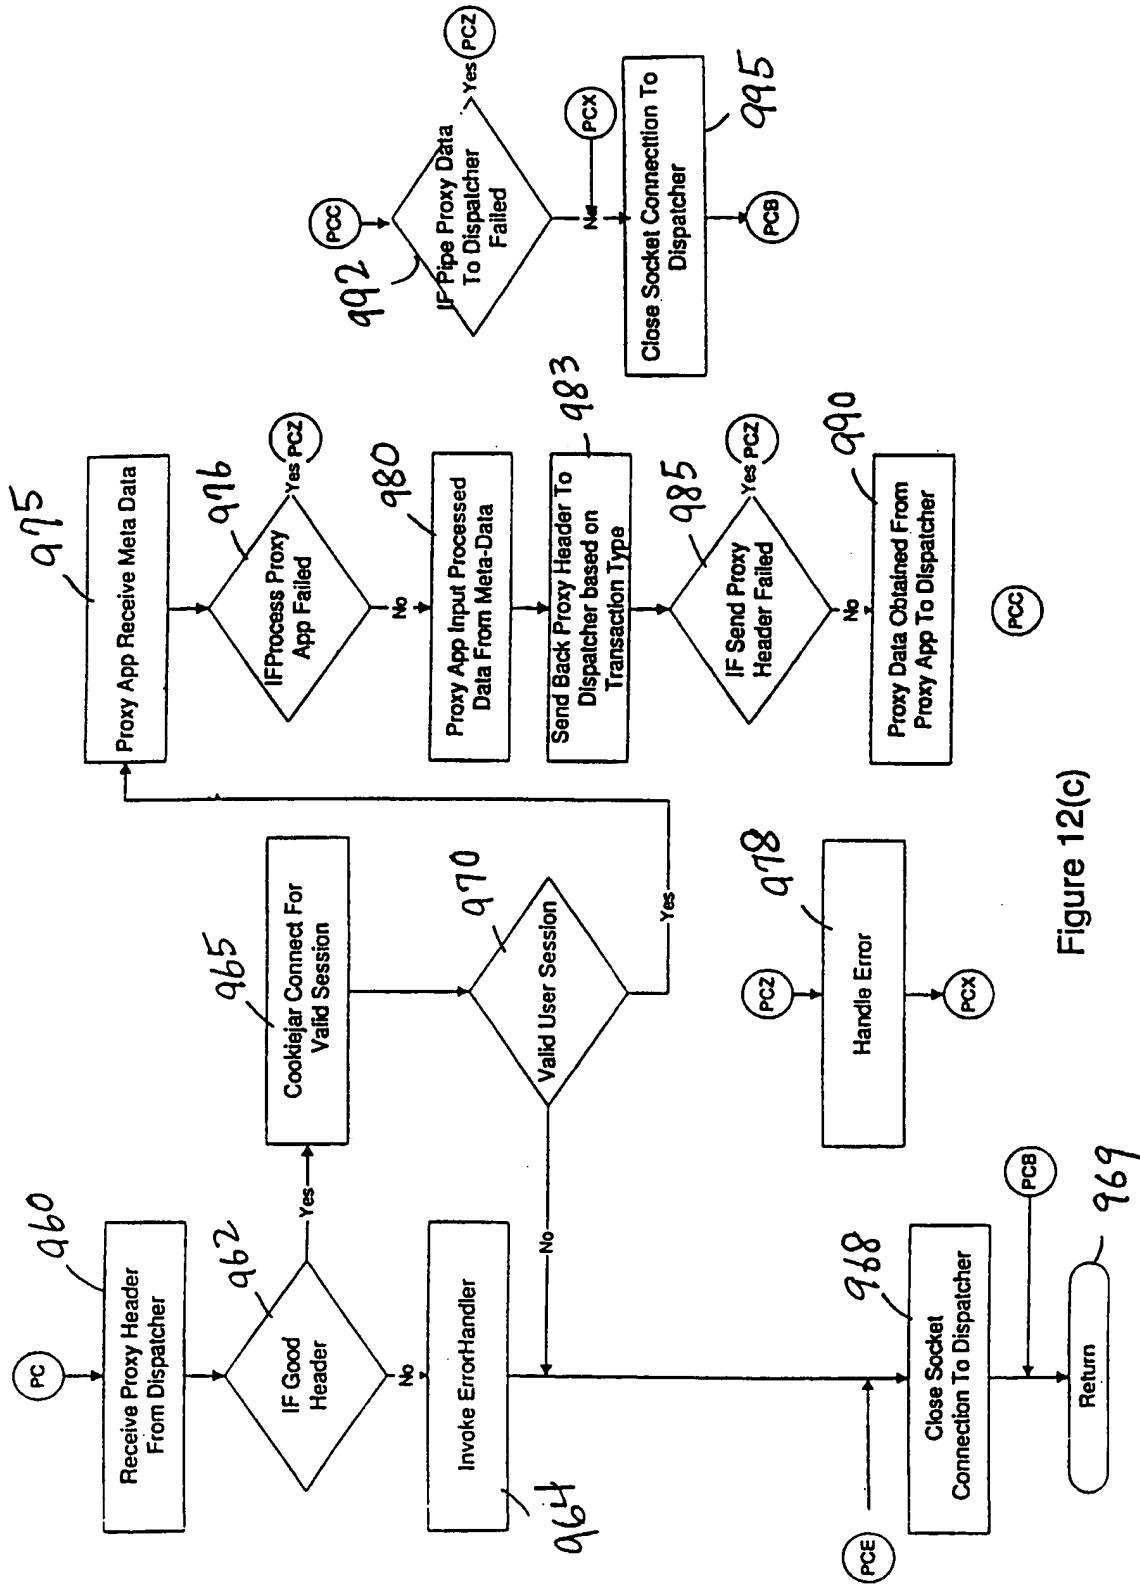 PC
960
Receive Proxy Header
From Dispatcher
962
IF Good
Header
Yes
No
Invoke ErrorHandler
964
965
Cookiejar Connect For
Valid Session
970
Valid User Session
No
Yes
PCE
968
Close Socket
Connection To Dispatcher
PCB
969
Return
975
Proxy App Receive Meta Data
976
IFProcess Proxy
App Failed
Yes
PCZ
No
980
Proxy App Input Processed
Data From Meta-Data
983
Send Back Proxy Header To
Dispatcher based on
Transaction Type
985
IF Send Proxy
Header Failed
Yes
PCZ
No
990
Proxy Data Obtained From
Proxy App To Dispatcher
PCC
PCZ
978
Handle Error
PCX
PCC
992
IF Pipe Proxy Data
To Dispatcher
Failed
Yes
PCZ
No
PCX
995
Close Socket Connecttion To
Dispatcher
PCB
Figure 12(c)